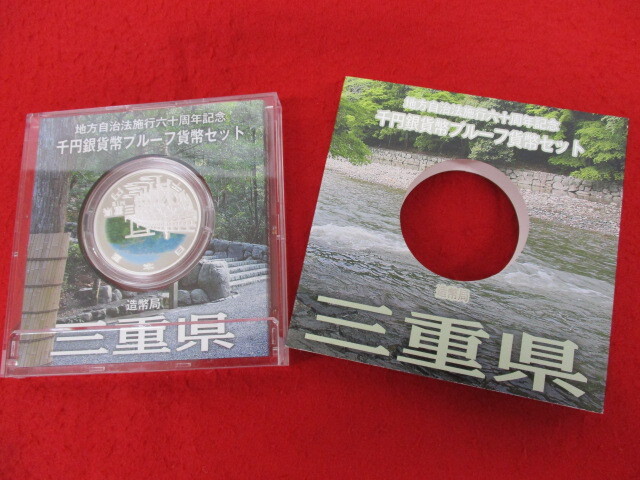 地方自治法施行六十周年記念
千円銀貨幣プルーフ貨幣セット
造幣局
三重県
地方自治法施行六十周年記念
千円銀貨幣プルーフ貨幣セット
造幣局
三重県